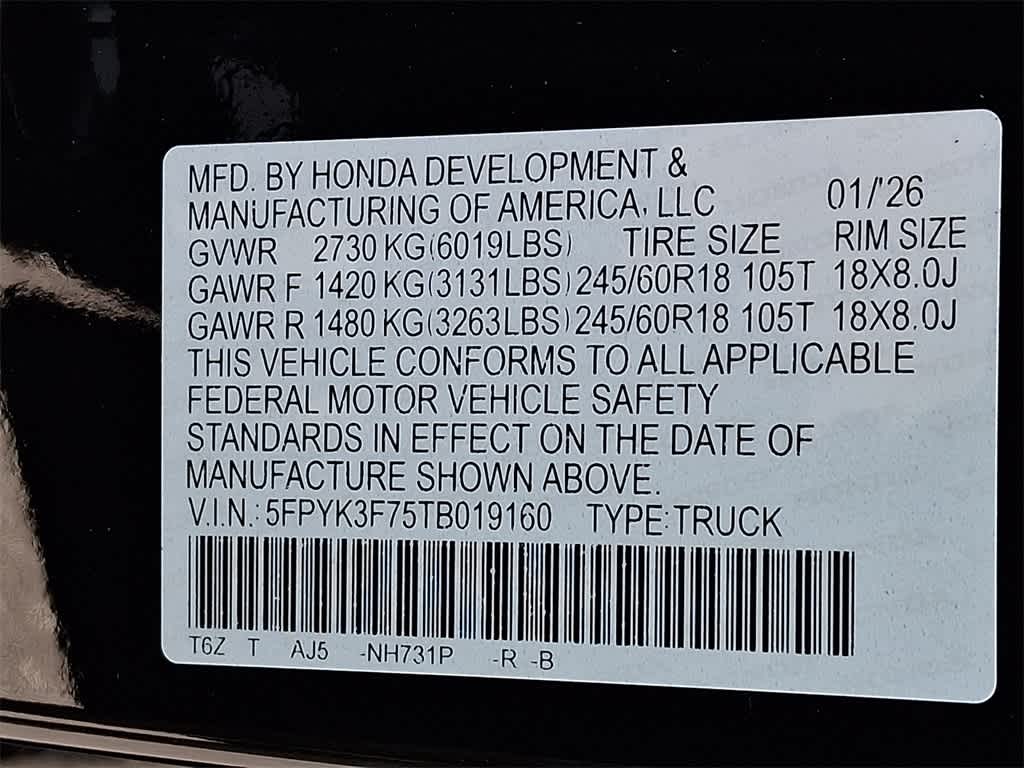 MFD. BY HONDA DEVELOPMENT &
MANUFACTURING OF AMERICA, LLC 01/'26
GVWR 2730 KG(6019LBS) TIRE SIZE RIM SIZE
GAWR F 1420 KG(3131LBS) 245/60R18 105T 18X8.0J
GAWR R 1480 KG(3263LBS) 245/60R18 105T 18X8.0J
THIS VEHICLE CONFORMS TO ALL APPLICABLE
FEDERAL MOTOR VEHICLE SAFETY
STANDARDS IN EFFECT ON THE DATE OF
MANUFACTURE SHOWN ABOVE.
V.I.N.: 5FPYK3F75TB019160 TYPE:TRUCK
T6Z T AJ5 -NH731P -R -B